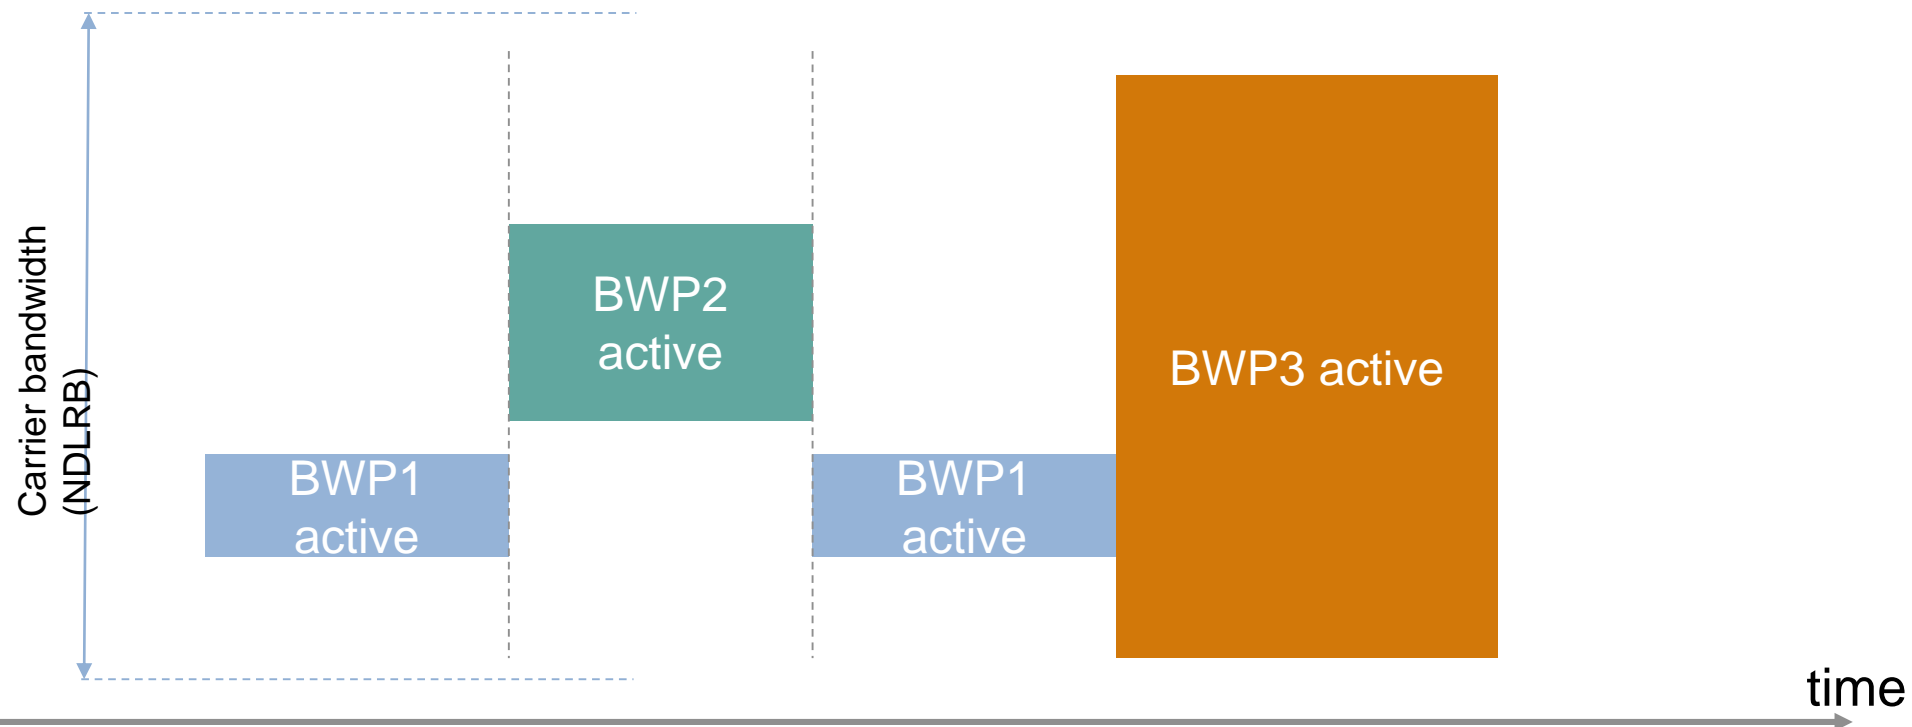 Carrier bandwidth
(NDLRB)
BWP1
active
BWP2
active
BWP1
active
BWP3 active
time